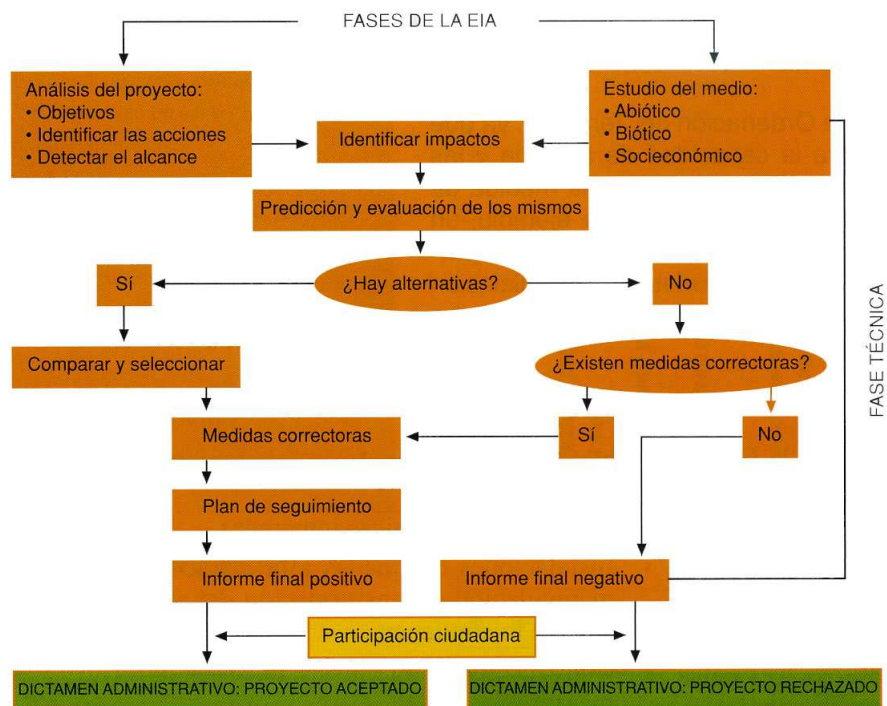 FASES DE LA EIA
Análisis del proyecto:
• Objetivos
• Identificar las acciones
• Detectar el alcance
Identificar impactos
Estudio del medio:
• Abiótico
• Biótico
• Socieconómico
Predicción y evaluación de los mismos
Sí
¿Hay alternativas?
No
Comparar y seleccionar
¿Existen medidas correctoras?
FASE TÉCNICA
Medidas correctoras
Sí
No
Plan de seguimiento
Informe final positivo
Informe final negativo
Participación ciudadana
DICTAMEN ADMINISTRATIVO: PROYECTO ACEPTADO
DICTAMEN ADMINISTRATIVO: PROYECTO RECHAZADO